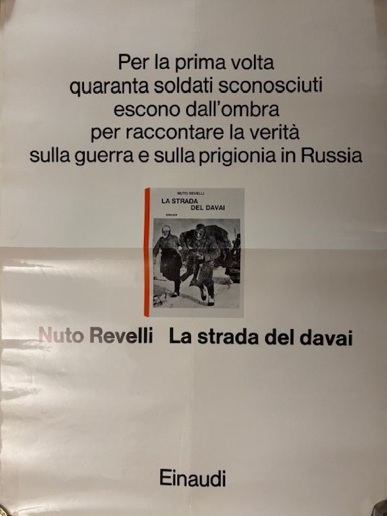 Per la prima volta
quaranta soldati sconosciuti
escono dall'ombra
per raccontare la verità
sulla guerra e sulla prigionia in Russia
NUTO REVELLI
LA STRADA
DEL DAVAI
EINAUDI
Nuto Revelli La strada del davai
Einaudi